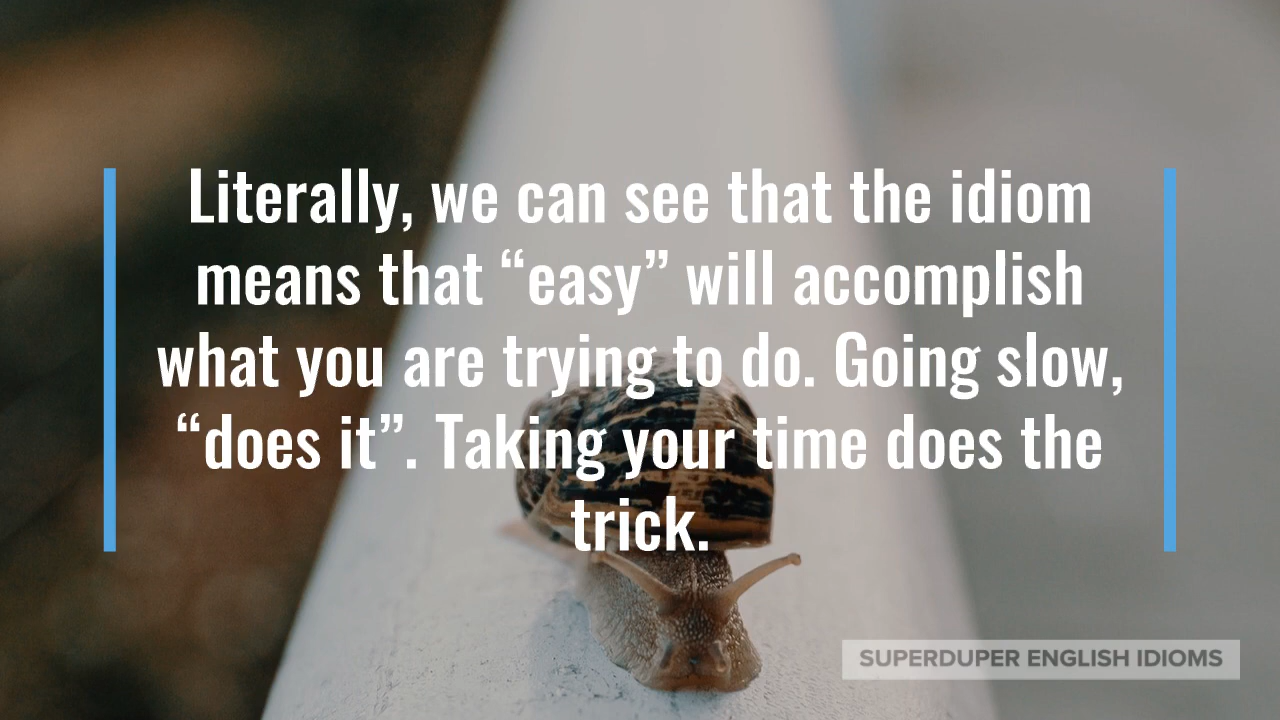 Literally, we can see that the idiom
means that “easy” will accomplish
what you are trying to do. Going slow,
“does it”. Taking your time does the
trick.
SUPERDUPER ENGLISH IDIOMS